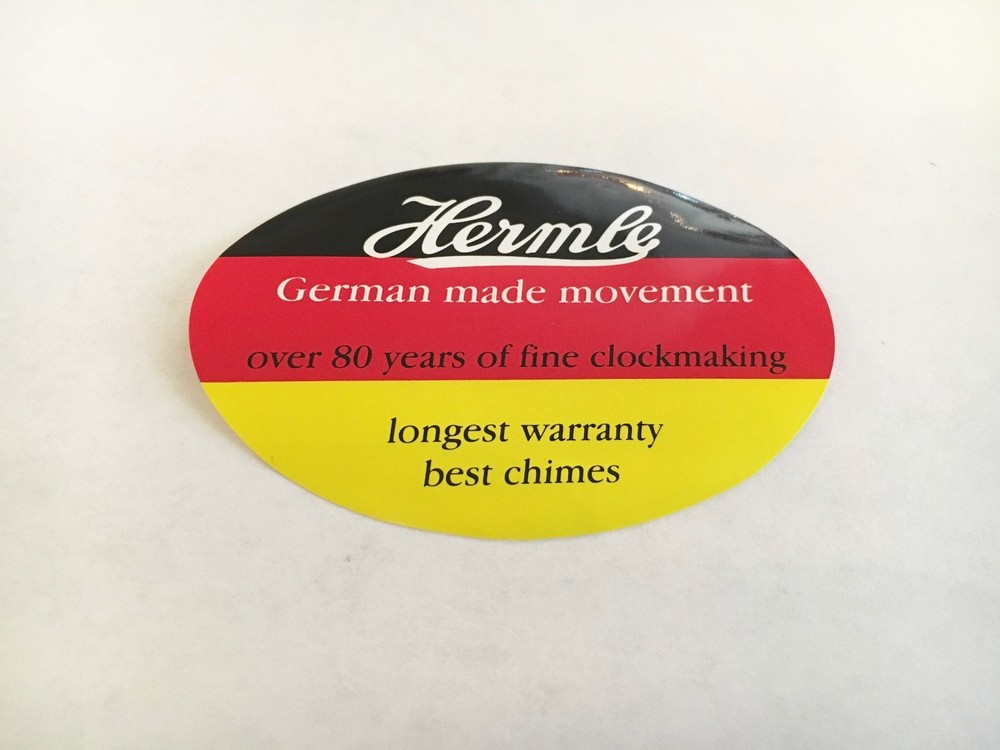 Hermle
German made movement
over 80 years of fine clockmaking
longest warranty
best chimes